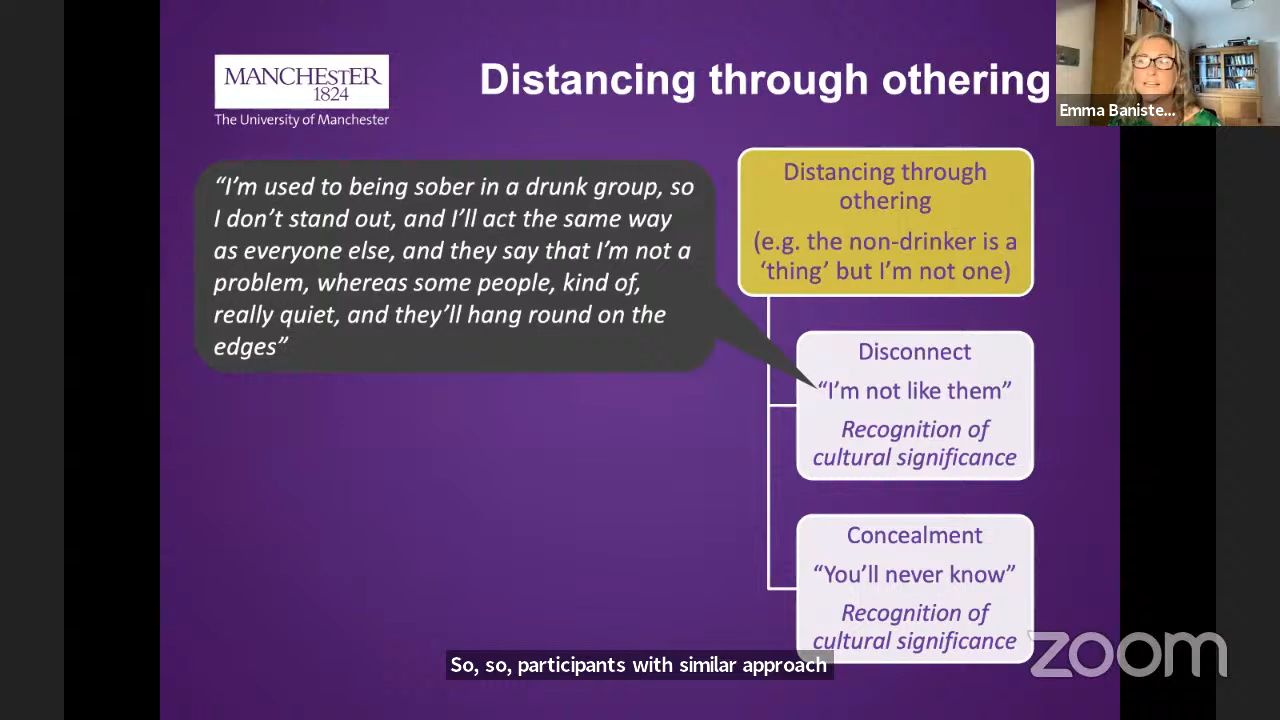 MANCHESTER
1824
The University of Manchester
Distancing through othering
Emma Baniste...
“I’m used to being sober in a drunk group, so
I don’t stand out, and I’ll act the same way
as everyone else, and they say that I’m not a
problem, whereas some people, kind of,
really quiet, and they’ll hang round on the
edges”
Distancing through
othering
(e.g. the non-drinker is a
‘thing’ but I’m not one)
Disconnect
“I’m not like them”
Recognition of
cultural significance
Concealment
“You’ll never know”
Recognition of
cultural significance
So, so, participants with similar approach
zoom